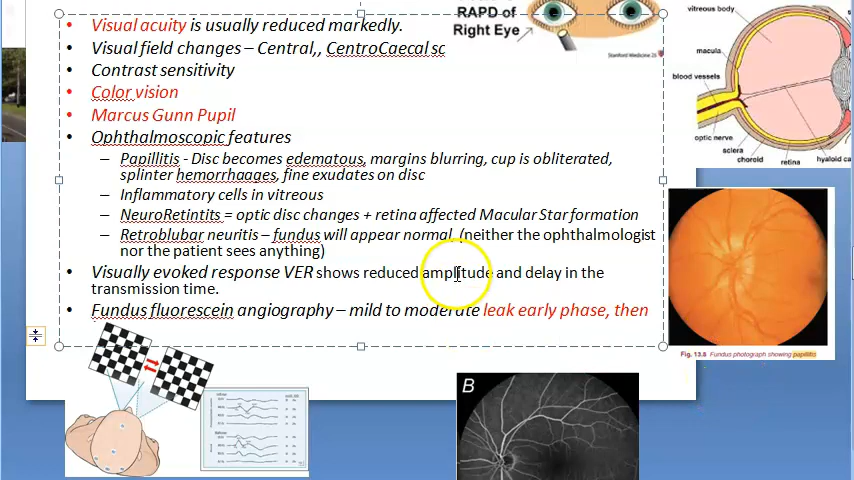 RAPD of
Right Eye
Stanford Medicine 25
Visual acuity is usually reduced markedly.
Visual field changes – Central,, CentroCaecal sc
Contrast sensitivity
Color vision
Marcus Gunn Pupil
Ophthalmoscopic features
– Papillitis - Disc becomes edematous, margins blurring, cup is obliterated,
splinter hemorrhaages, fine exudates on disc
– Inflammatory cells in vitreous
– NeuroRetintits = optic disc changes + retina affected Macular Star formation
– Retroblubar neuritis – fundus will appear normal (neither the ophthalmologist
nor the patient sees anything)
Visually evoked response VER shows reduced amplitude and delay in the
transmission time.
Fundus fluorescein angiography – mild to moderate leak early phase, then
vitreous body
macula
blood vessels
optic nerve
sclera
choroid
retina
hyaloid ca
Fig. 13.8 Fundus photograph showing papillitis
B